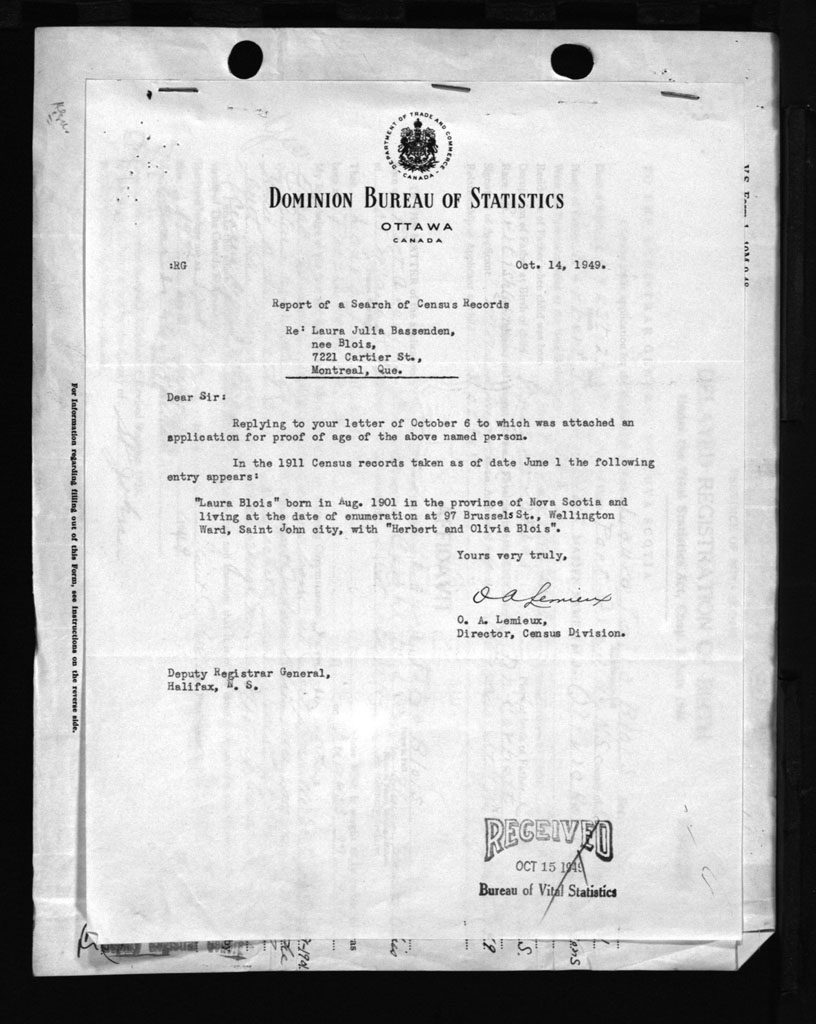 DEPARTMENT OF TRADE AND COMMERCE
- CANADA -
DOMINION BUREAU OF STATISTICS
OTTAWA
CANADA
:RG
Oct. 14, 1949.
Report of a Search of Census Records
Re: Laura Julia Bassenden,
nee Blois,
7221 Cartier St.,
Montreal, Que.
Dear Sir:
Replying to your letter of October 6 to which was attached an
application for proof of age of the above named person.
In the 1911 Census records taken as of date June 1 the following
entry appears:
"Laura Blois" born in Aug. 1901 in the province of Nova Scotia and
living at the date of enumeration at 97 Brussels St., Wellington
Ward, Saint John city, with "Herbert and Olivia Blois".
Yours very truly,
O A Lemieux
O. A. Lemieux,
Director, Census Division.
Deputy Registrar General,
Halifax, N. S.
RECEIVED
OCT 15 1949
Bureau of Vital Statistics
For information regarding filling out of this Form, see instructions on the reverse side.